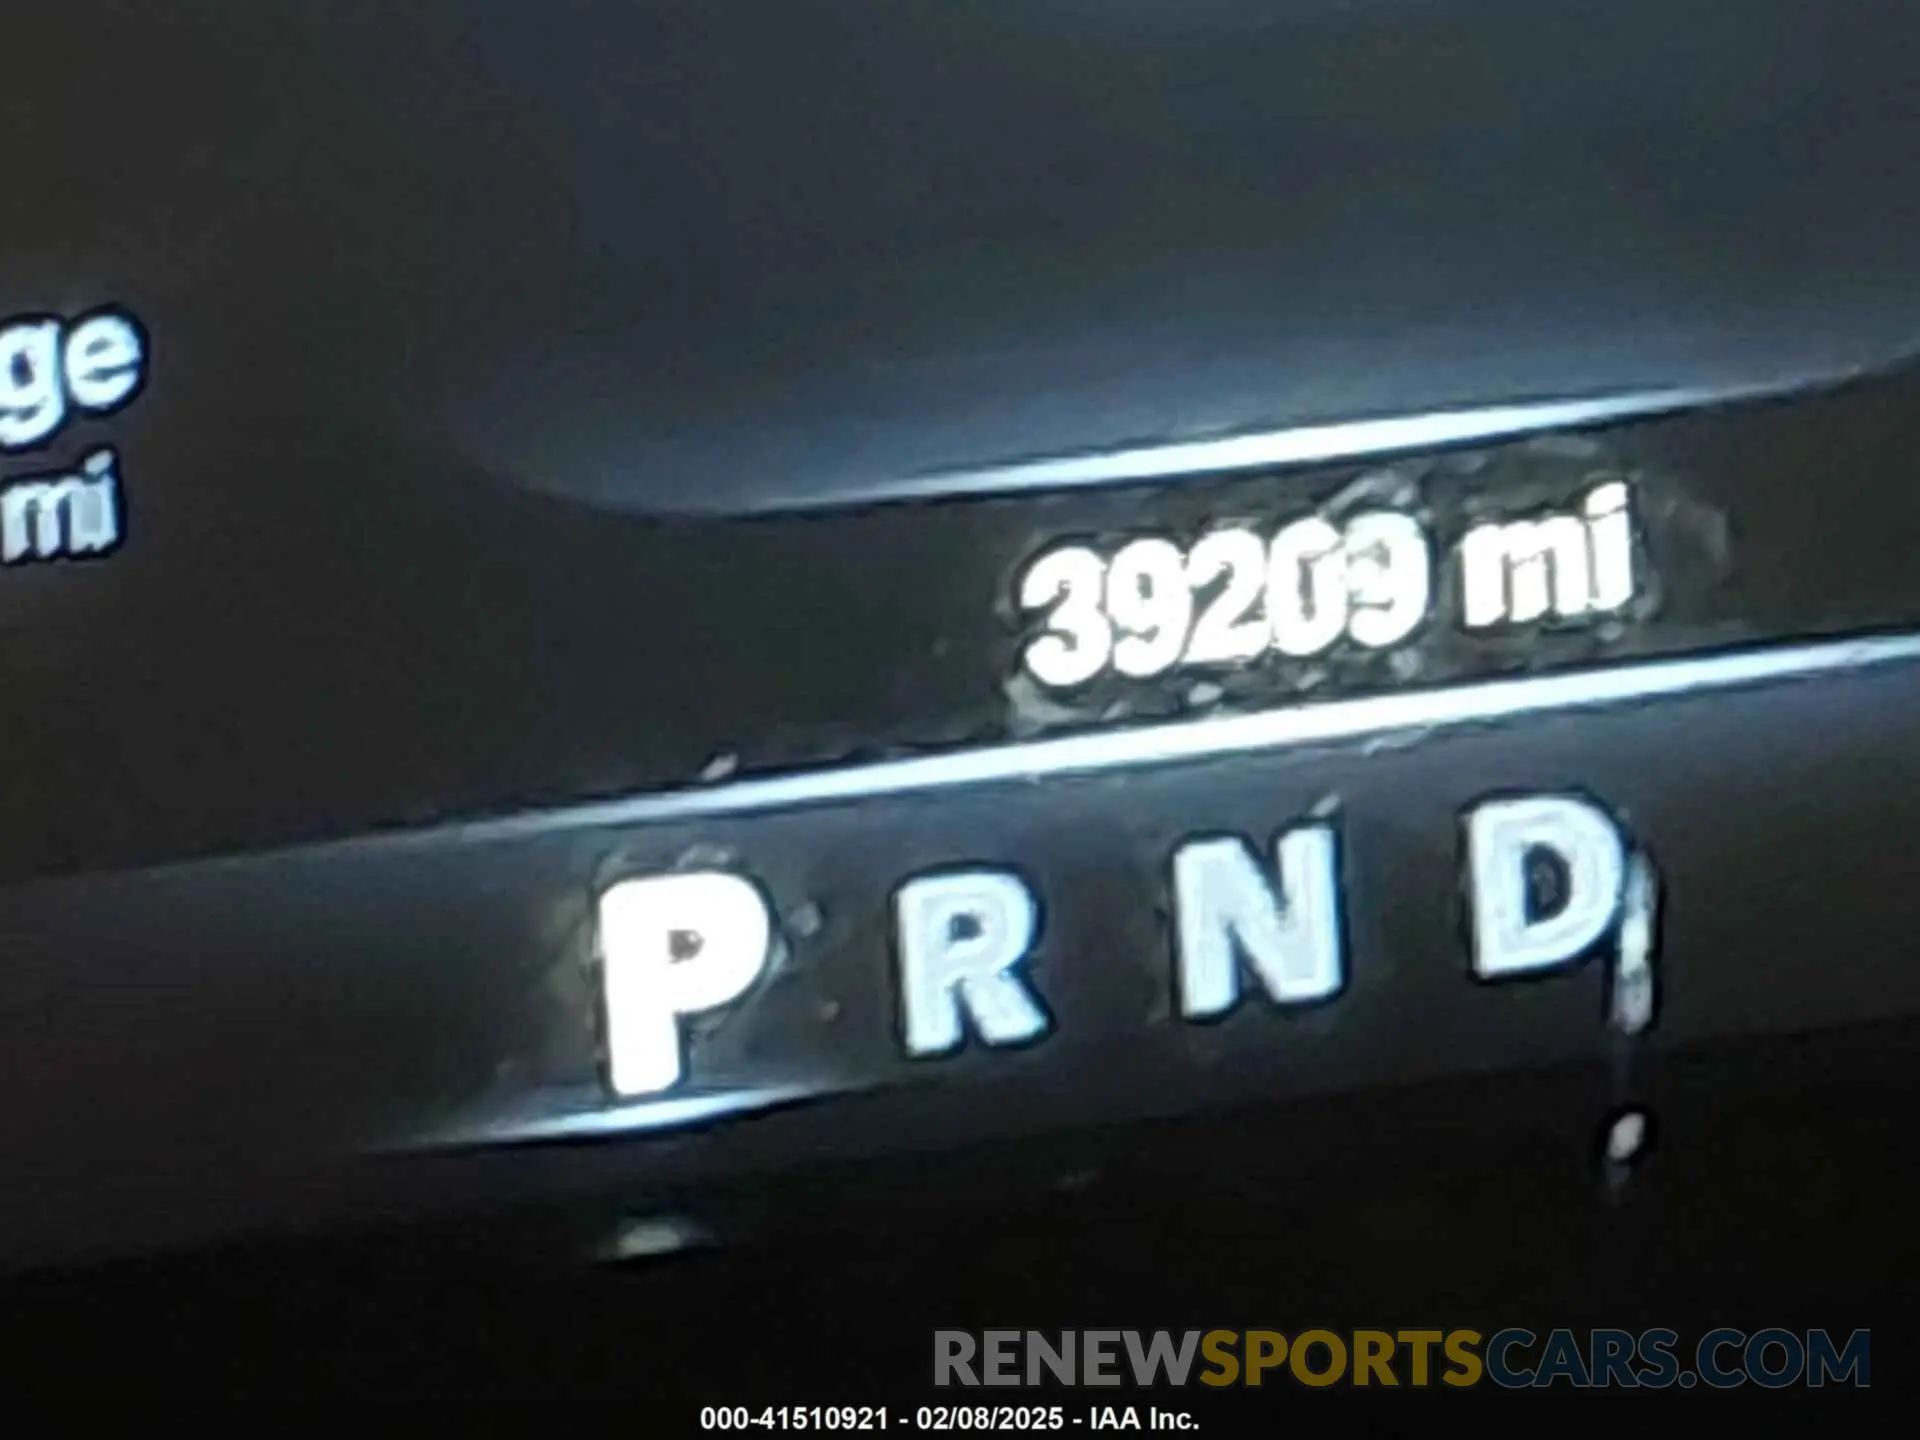 ge
mi
39209 mi
P R N D
RENEWSPORTSCARS.COM
000-41510921 - 02/08/2025 - IAA Inc.